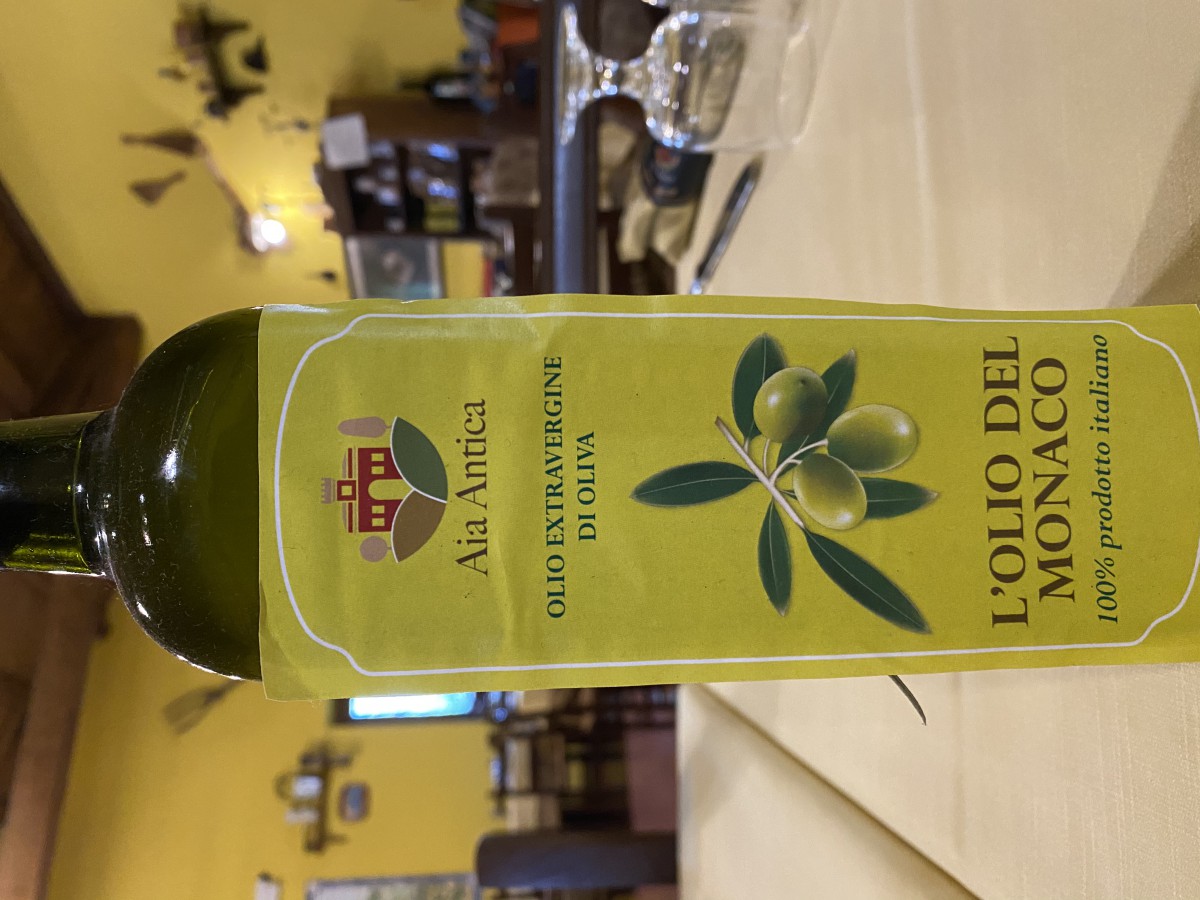 Aia Antica
OLIO EXTRAVERGINE
DI OLIVA
L'OLIO DEL
MONACO
100% prodotto italiano